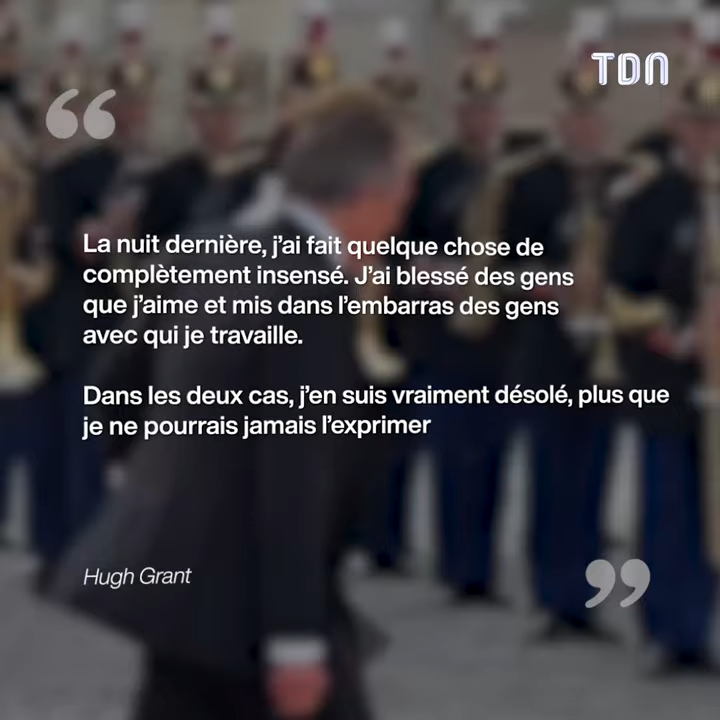 TDN
“
La nuit dernière, j’ai fait quelque chose de
complètement insensé. J’ai blessé des gens
que j’aime et mis dans l’embarras des gens
avec qui je travaille.
Dans les deux cas, j’en suis vraiment désolé, plus que
je ne pourrais jamais l’exprimer
Hugh Grant
”